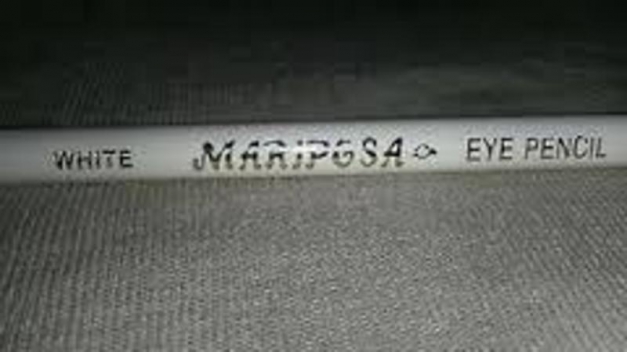 WHITE MARIPOSA EYE PENCIL